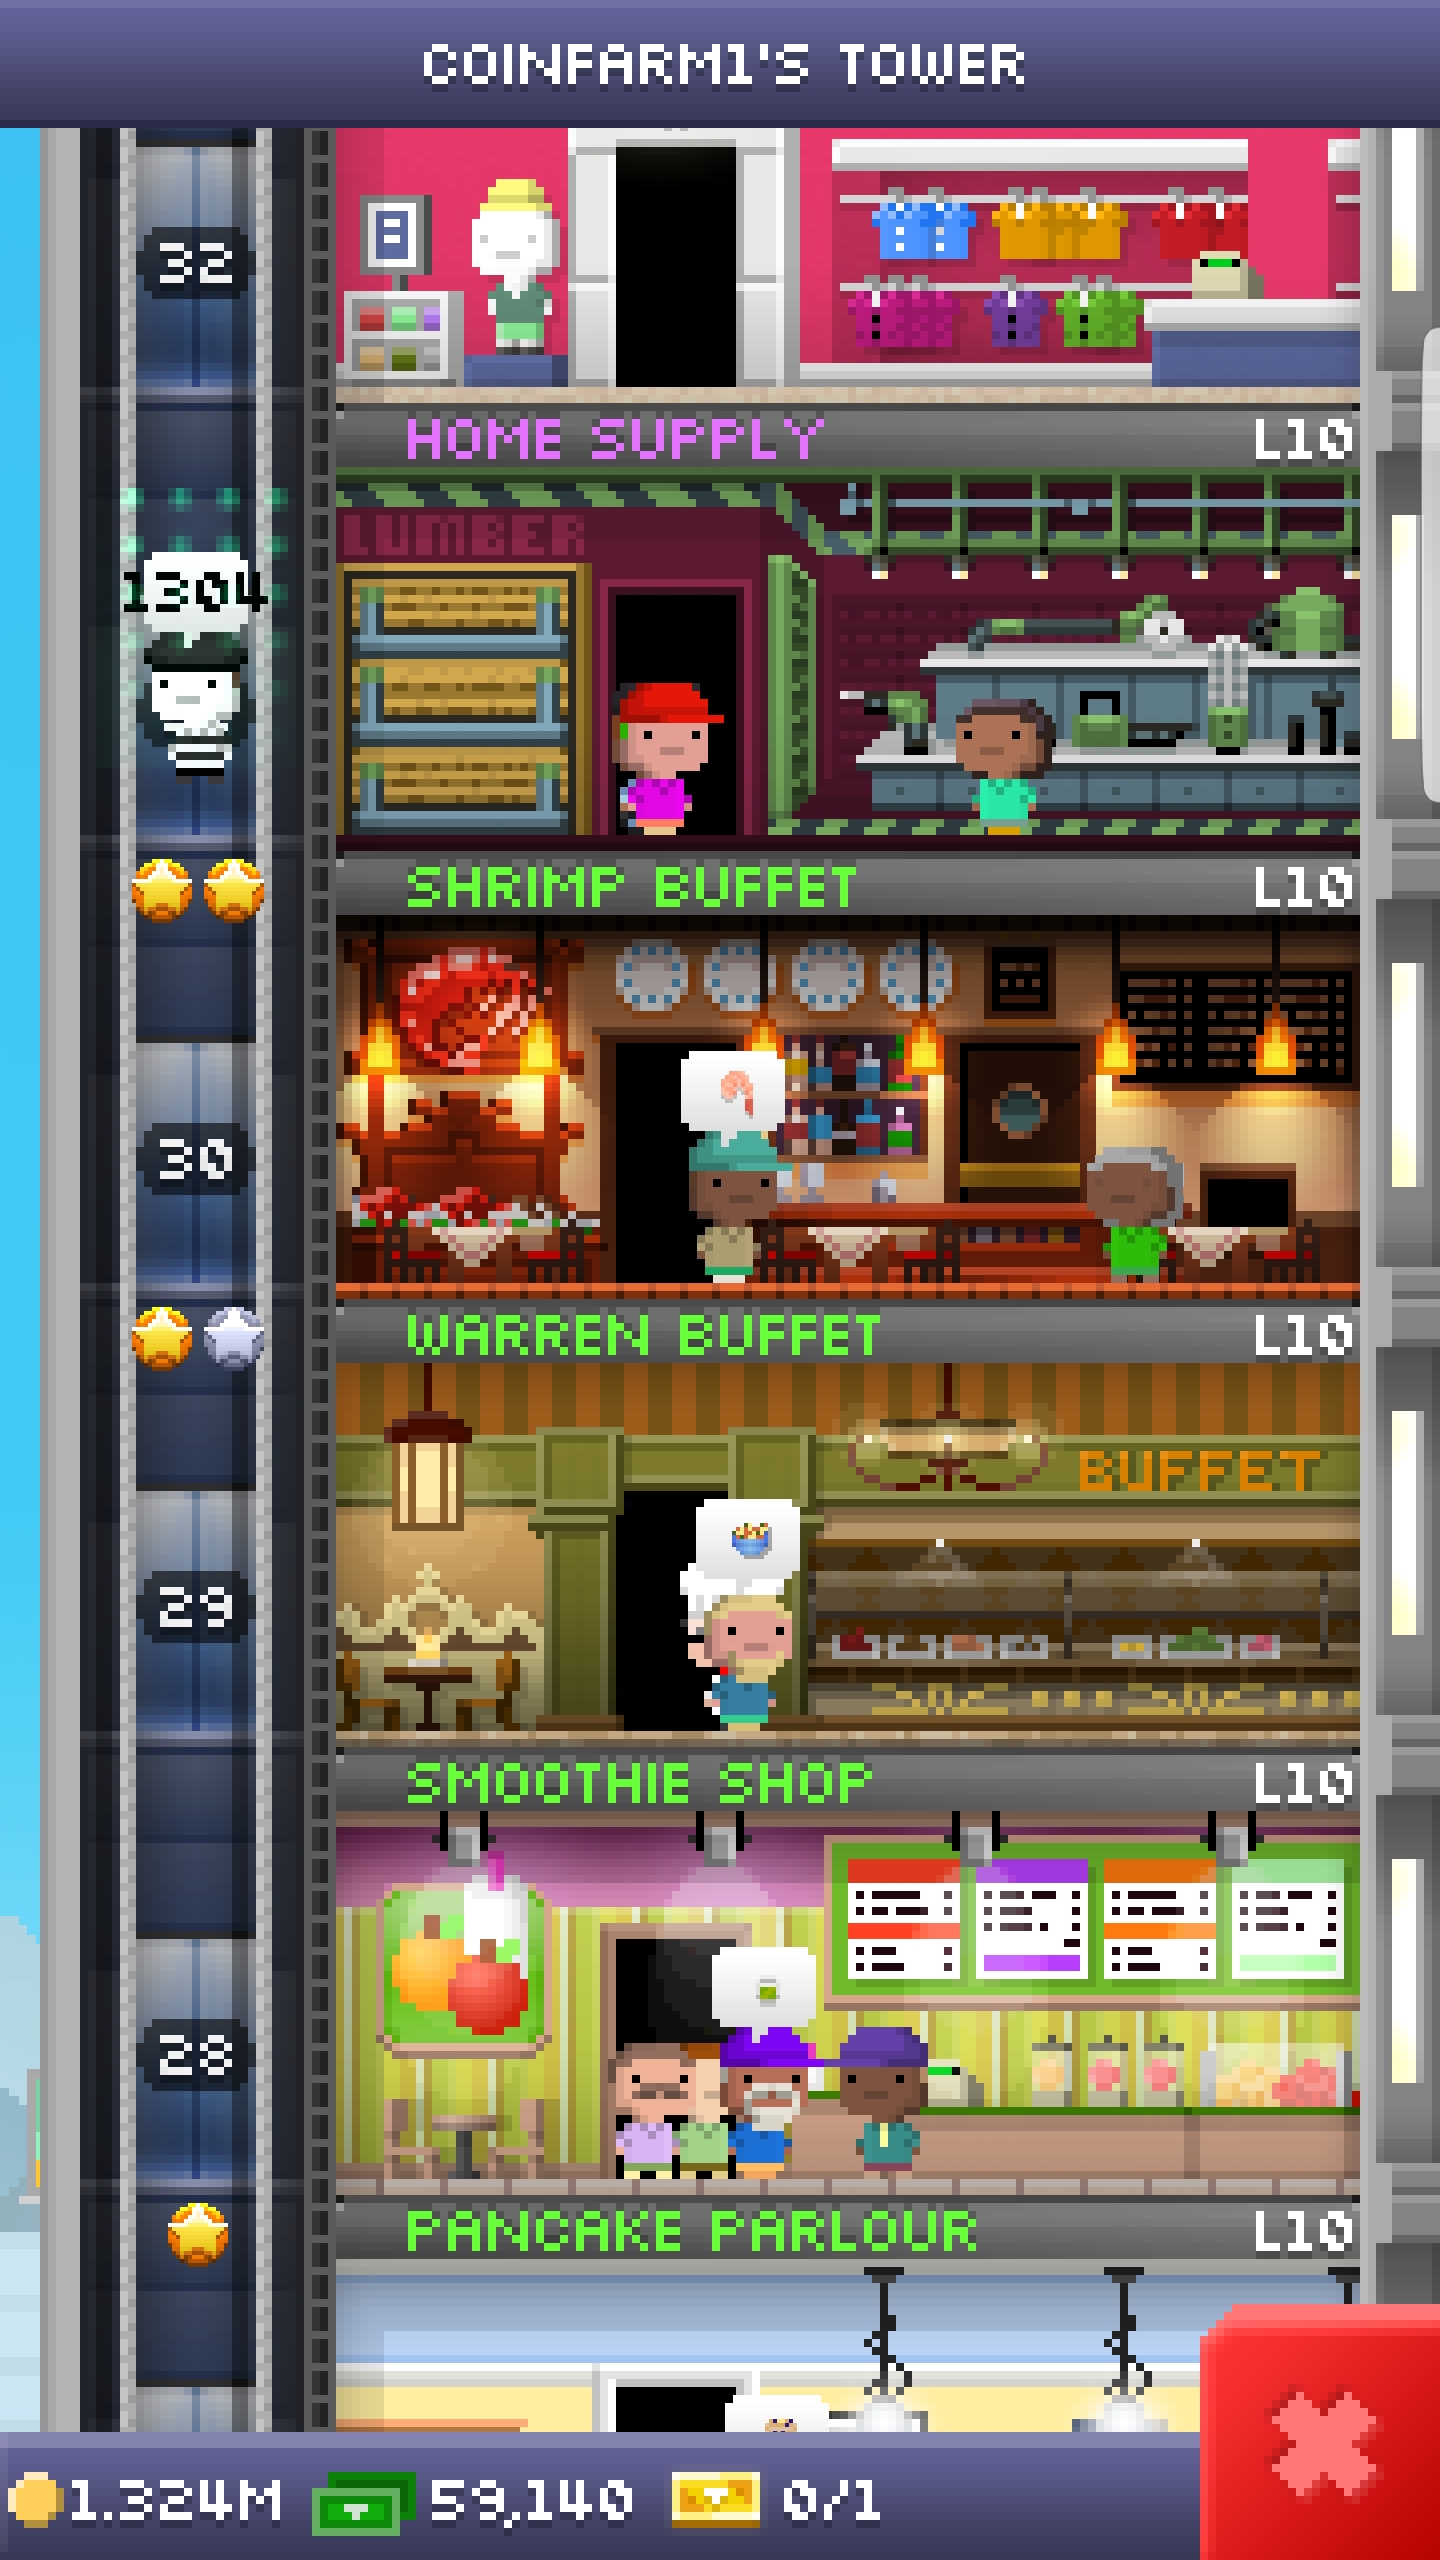 COINFARM1'S TOWER
32
HOME SUPPLY L10
LUMBER
1304
SHRIMP BUFFET L10
30
WARREN BUFFET L10
BUFFET
29
SMOOTHIE SHOP L10
28
PANCAKE PARLOUR L10
1.324M 59,140 0/1